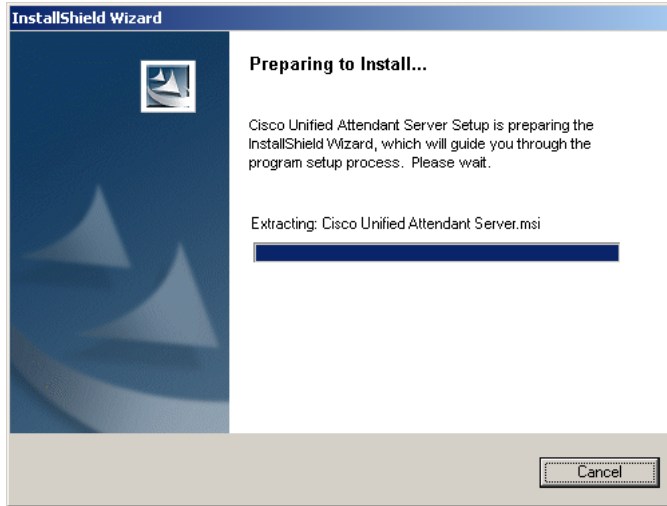 InstallShield Wizard
Preparing to Install...
Cisco Unified Attendant Server Setup is preparing the
InstallShield Wizard, which will guide you through the
program setup process. Please wait.
Extracting: Cisco Unified Attendant Server.msi
Cancel